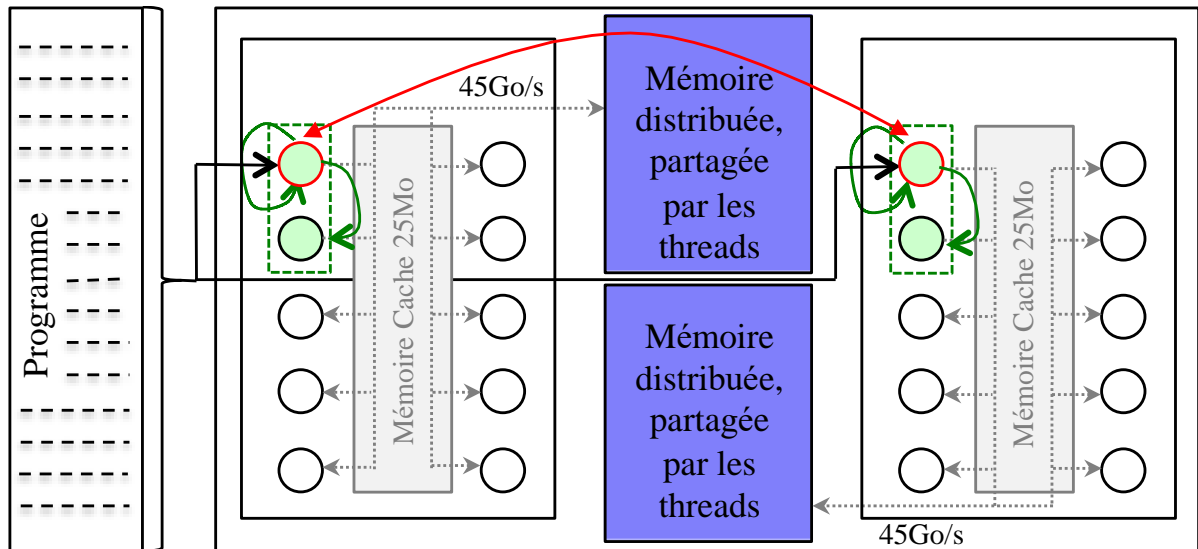 Programme
45Go/s
Mémoire Cache 25Mo
Mémoire
distribuée,
partagée
par les
threads
Mémoire
distribuée,
partagée
par les
threads
Mémoire Cache 25Mo
45Go/s